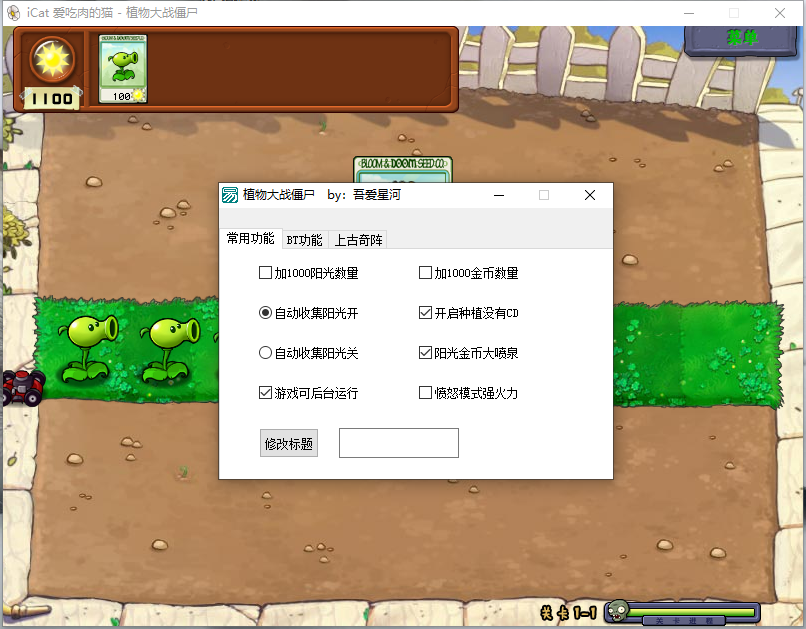 iCat 爱吃肉的猫 - 植物大战僵尸
菜单
1100
100
BLOOM & DOOM SEED CO.
植物大战僵尸 by: 吾爱星河
常用功能 BT功能 上古奇阵
加1000阳光数量 加1000金币数量
自动收集阳光开 开启种植没有CD
自动收集阳光关 阳光金币大喷泉
游戏可后台运行 愤怒模式强火力
修改标题
关卡 1-1